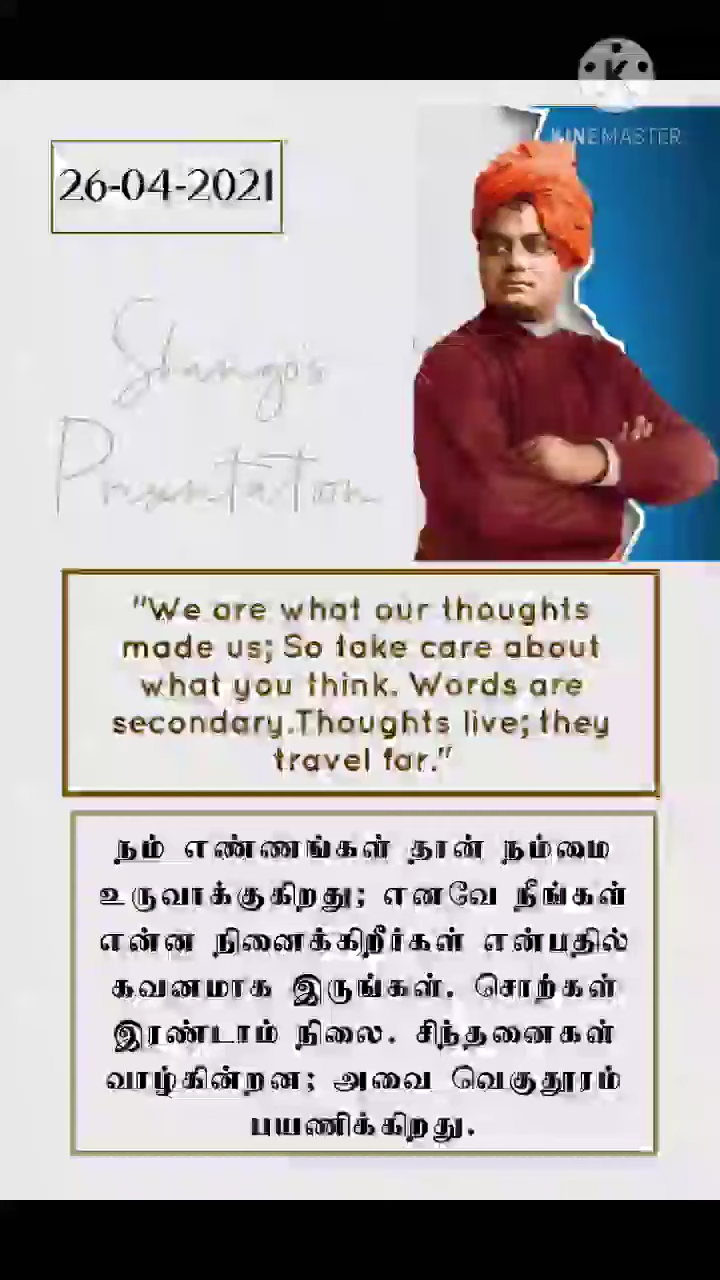 K
KINEMASTER
26-04-2021
Shango's
Presentation
"We are what our thoughts
made us; So take care about
what you think. Words are
secondary.Thoughts live; they
travel far."
நம் எண்ணங்கள் தான் நம்மை
உருவாக்குகிறது; எனவே நீங்கள்
என்ன நினைக்கிறீர்கள் என்பதில்
கவனமாக இருங்கள். சொற்கள்
இரண்டாம் நிலை. சிந்தனைகள்
வாழ்கின்றன; அவை வெகுதூரம்
பயணிக்கிறது.